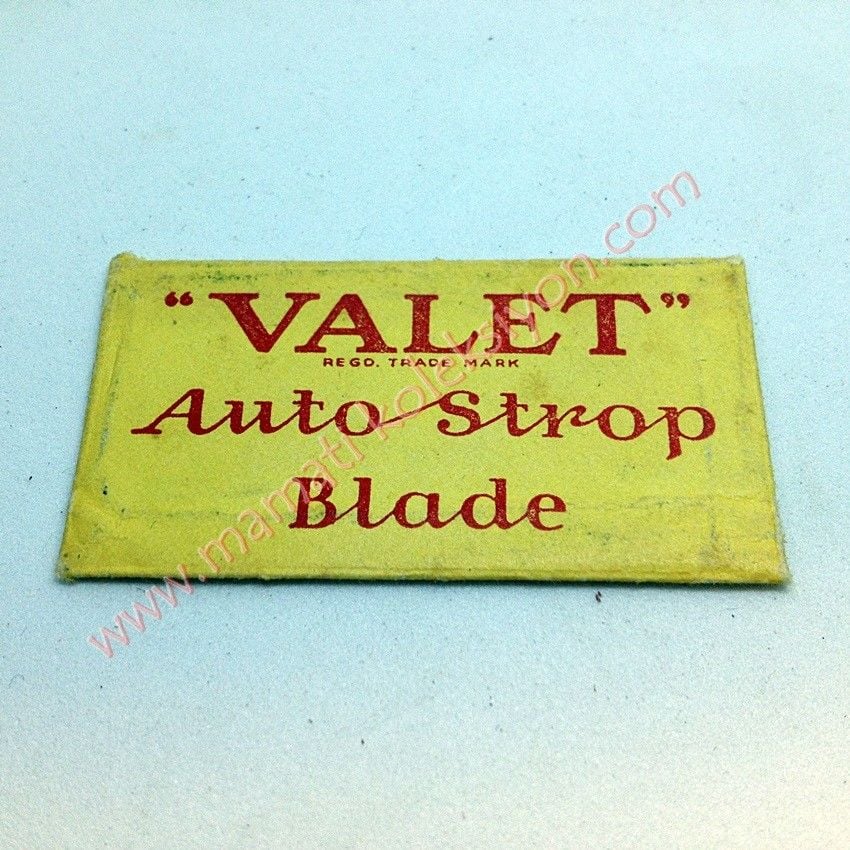 “VALET”
REGD. TRADE MARK
Auto Strop
Blade
www.mamatikoleksiyon.com